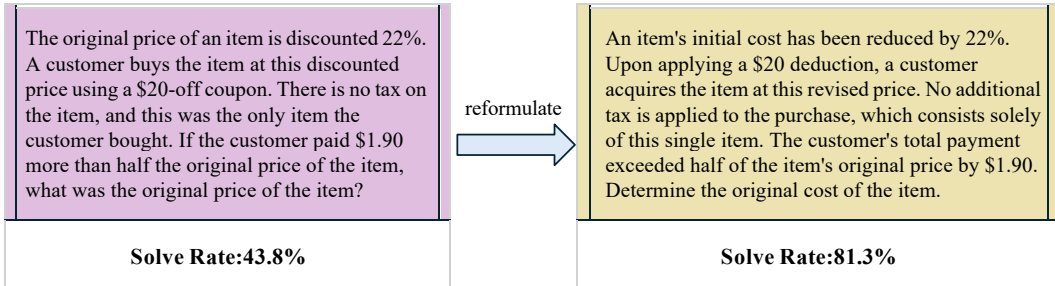 The original price of an item is discounted 22%.
A customer buys the item at this discounted
price using a $20-off coupon. There is no tax on
the item, and this was the only item the
customer bought. If the customer paid $1.90
more than half the original price of the item,
what was the original price of the item?
Solve Rate:43.8%
reformulate
An item's initial cost has been reduced by 22%.
Upon applying a $20 deduction, a customer
acquires the item at this revised price. No additional
tax is applied to the purchase, which consists solely
of this single item. The customer's total payment
exceeded half of the item's original price by $1.90.
Determine the original cost of the item.
Solve Rate:81.3%